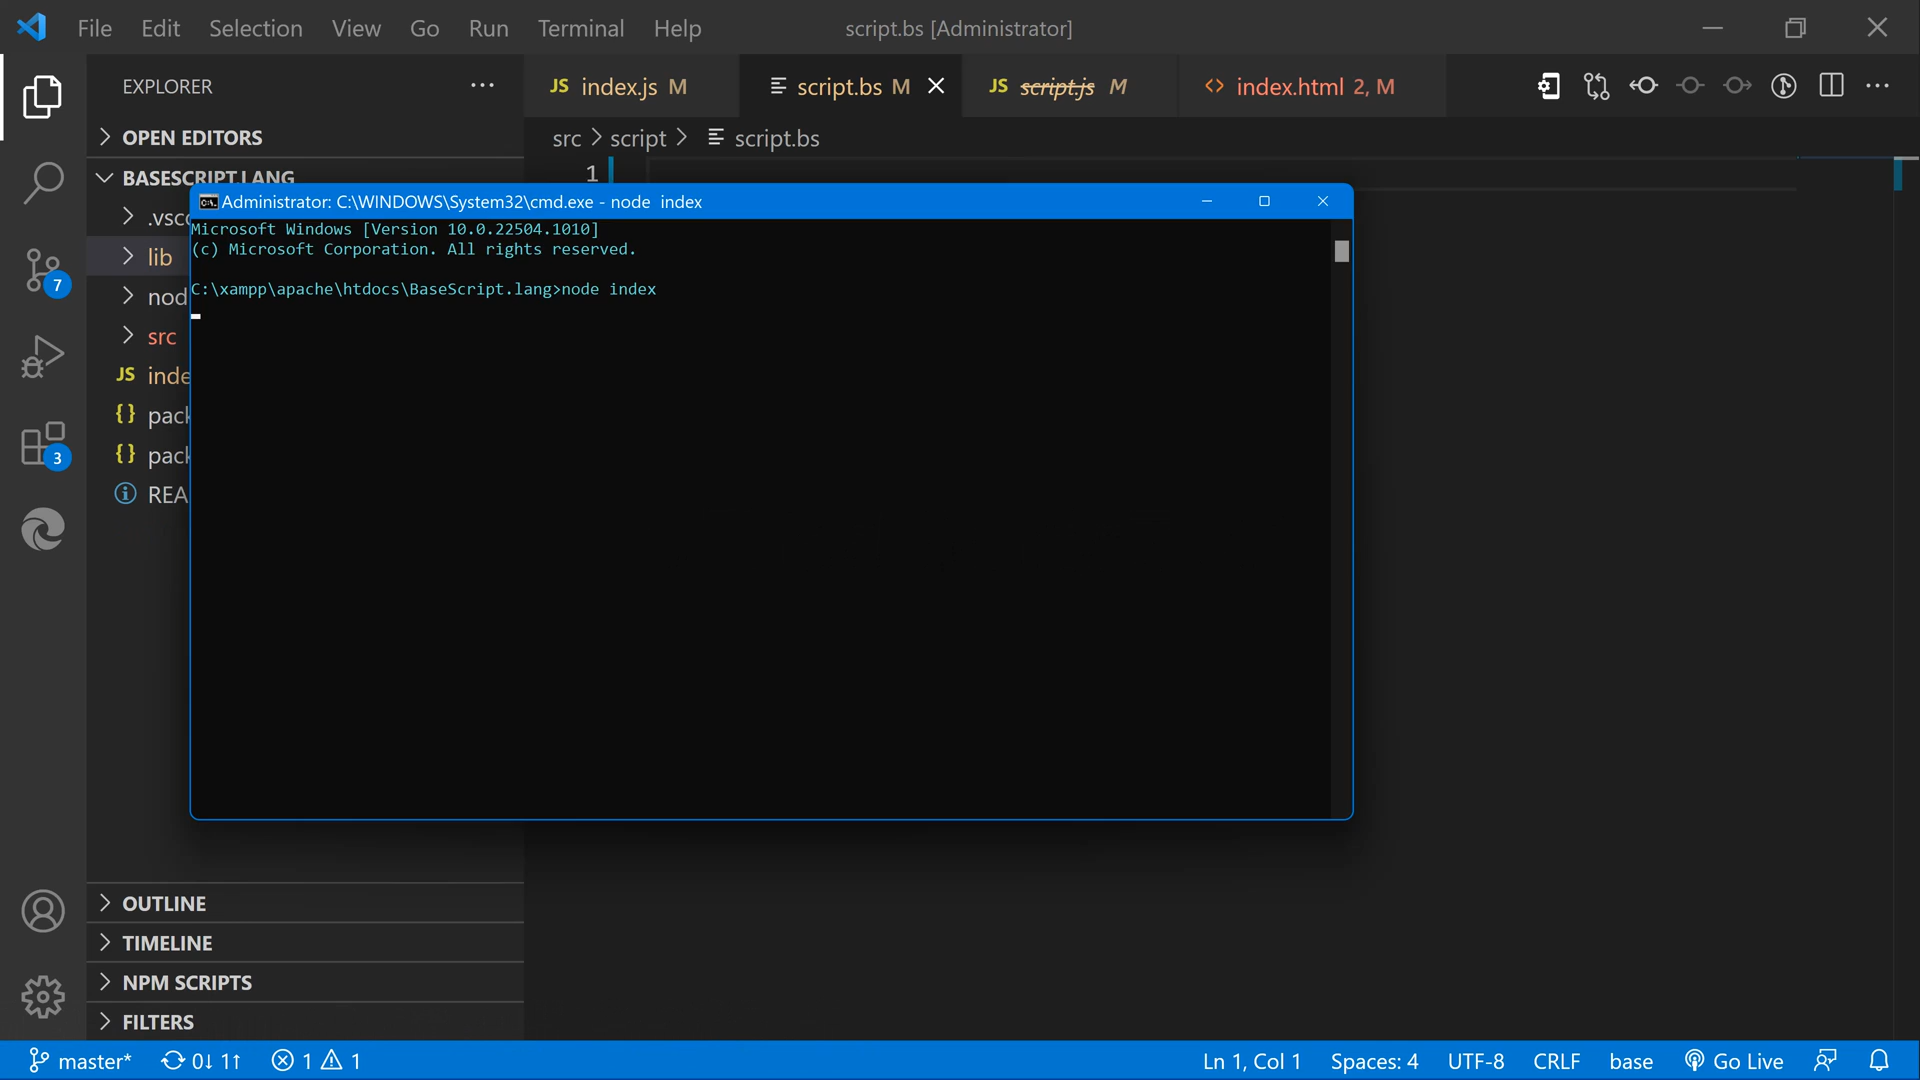 File Edit Selection View Go Run Terminal Help
script.bs [Administrator]
EXPLORER
JS index.js M
script.bs M
JS script.js M
index.html 2, M
OPEN EDITORS
src > script > script.bs
BASESCRIPT.LANG
1
Administrator: C:\WINDOWS\System32\cmd.exe - node  index
Microsoft Windows [Version 10.0.22504.1010]
(c) Microsoft Corporation. All rights reserved.
C:\xampp\apache\htdocs\BaseScript.lang>node index
.vsc
lib
nod
src
JS inde
{} pack
{} pack
REA
7
3
OUTLINE
TIMELINE
NPM SCRIPTS
FILTERS
master* 0↓ 1↑ 1 1
Ln 1, Col 1 Spaces: 4 UTF-8 CRLF base Go Live